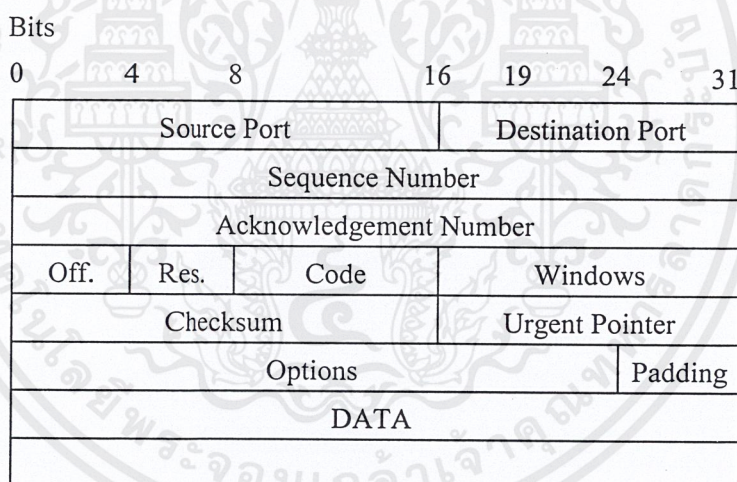 Bits
0 4 8 16 19 24 31
Source Port Destination Port
Sequence Number
Acknowledgement Number
Off. Res. Code Windows
Checksum Urgent Pointer
Options Padding
DATA